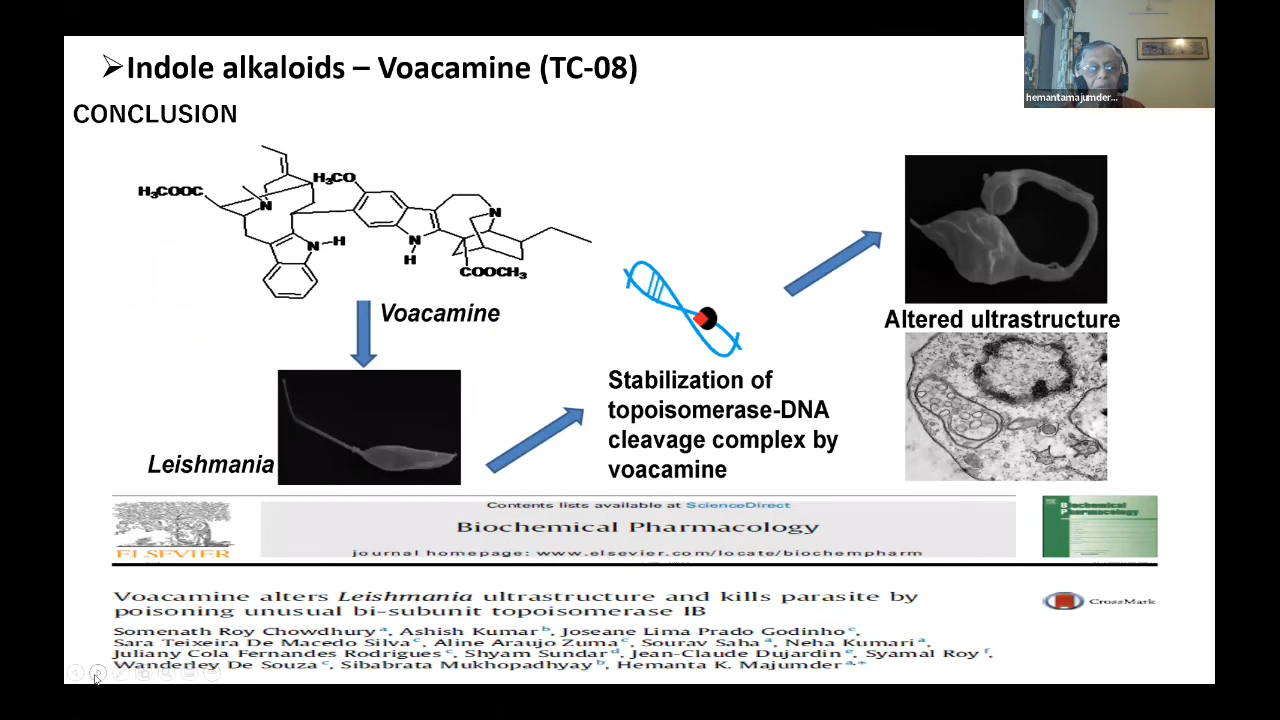 ➢Indole alkaloids – Voacamine (TC-08)
hemantamajumder...
CONCLUSION
H₃COOC
N
H₃CO
N
H
N
H
N
COOCH₃
Voacamine
Leishmania
Stabilization of
topoisomerase-DNA
cleavage complex by
voacamine
Altered ultrastructure
ELSEVIER
Contents lists available at ScienceDirect
Biochemical Pharmacology
journal homepage: www.elsevier.com/locate/biochempharm
Biochemical
Pharmacology
Voacamine alters Leishmania ultrastructure and kills parasite by
poisoning unusual bi-subunit topoisomerase IB
CrossMark
Somenath Roy Chowdhury a, Ashish Kumar b, Joseane Lima Prado Godinho c,
Sara Teixeira De Macedo Silva c, Aline Araujo Zuma c, Sourav Saha a, Neha Kumari a,
Juliany Cola Fernandes Rodrigues c, Shyam Sundar d, Jean-Claude Dujardin e, Syamal Roy f,
Wanderley De Souza c, Sibabrata Mukhopadhyay b, Hemanta K. Majumder a,*